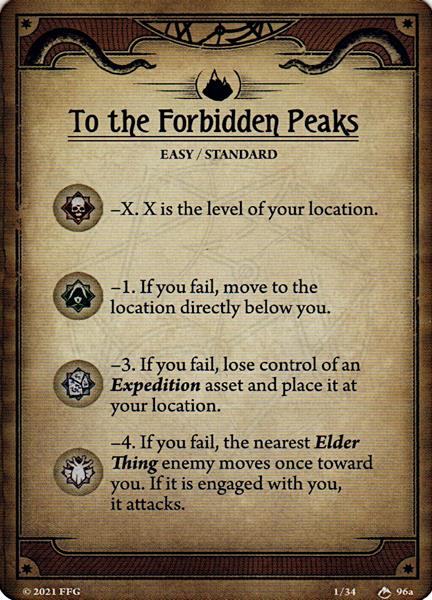 To the Forbidden Peaks
EASY / STANDARD
–X. X is the level of your location.
–1. If you fail, move to the
location directly below you.
–3. If you fail, lose control of an
Expedition asset and place it at
your location.
–4. If you fail, the nearest Elder
Thing enemy moves once toward
you. If it is engaged with you,
it attacks.
© 2021 FFG
1/34
96a